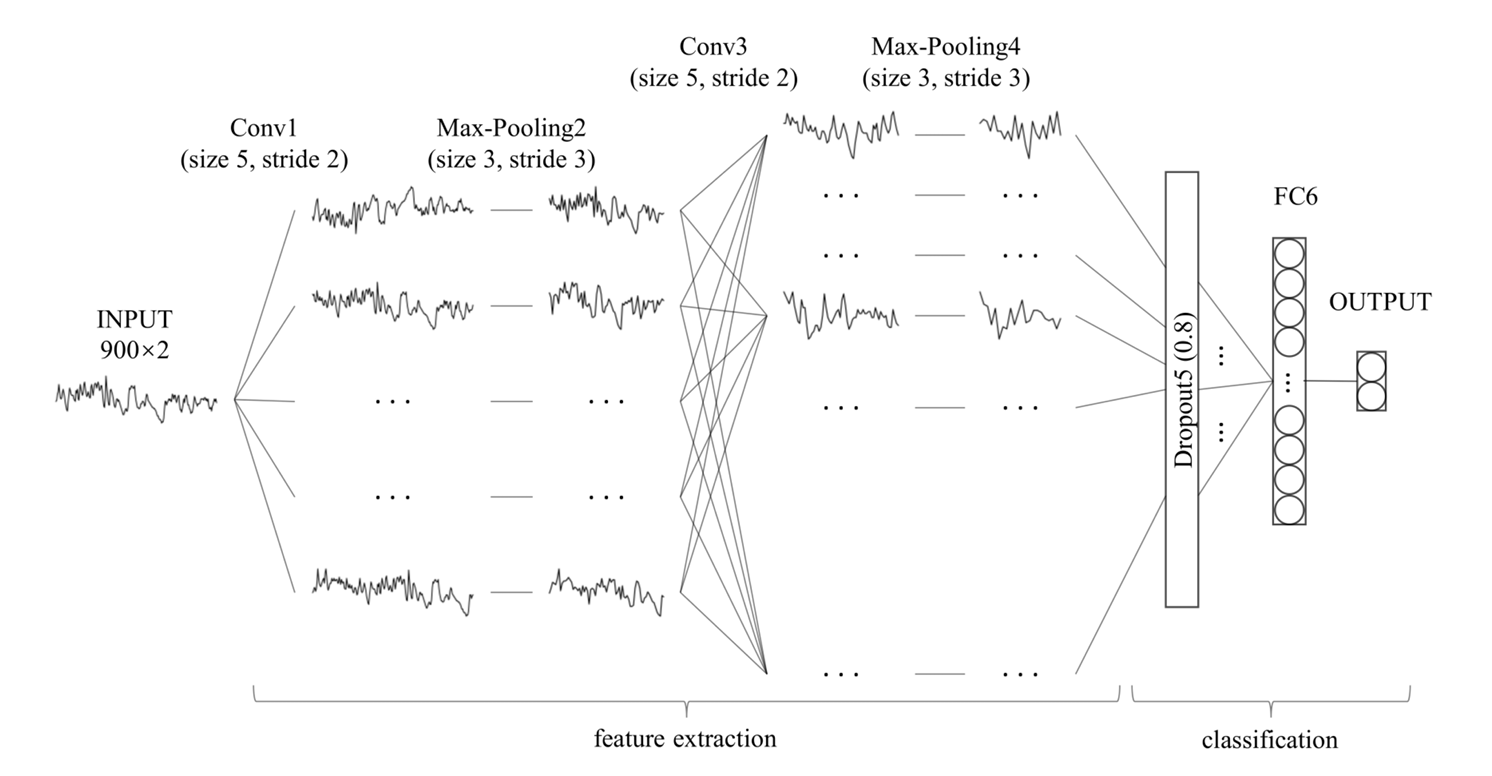 Conv3
(size 5, stride 2)
Max-Pooling4
(size 3, stride 3)
Conv1
(size 5, stride 2)
Max-Pooling2
(size 3, stride 3)
INPUT
900×2
Dropout5 (0.8)
FC6
OUTPUT
feature extraction
classification